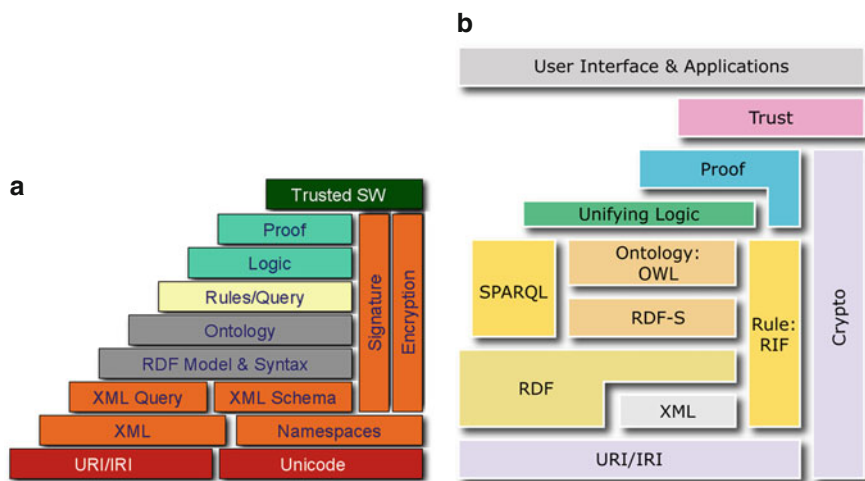 a
Trusted SW
Proof
Logic
Rules/Query
Ontology
RDF Model & Syntax
XML Query
XML Schema
XML
Namespaces
URI/IRI
Unicode
Signature
Encryption
b
User Interface & Applications
Trust
Proof
Unifying Logic
SPARQL
Ontology:
OWL
RDF-S
Rule:
RIF
Crypto
RDF
XML
URI/IRI